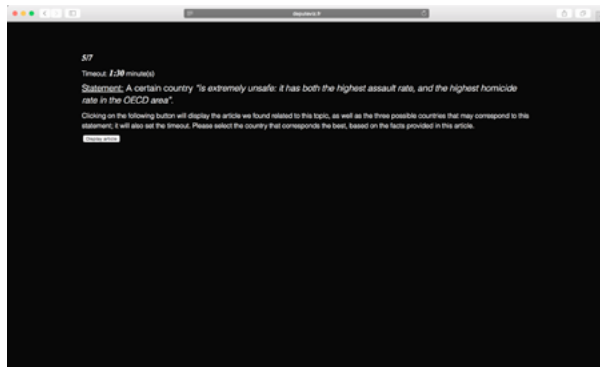 5/7
Timeout: 1:30 minute(s)
Statement: A certain country "is extremely unsafe: it has both the highest assault rate, and the highest homicide
rate in the OECD area".
Clicking on the following button will display the article we found related to this topic, as well as the three possible countries that may correspond to this
statement; it will also set the timeout. Please select the country that corresponds the best, based on the facts provided in this article.
Display article